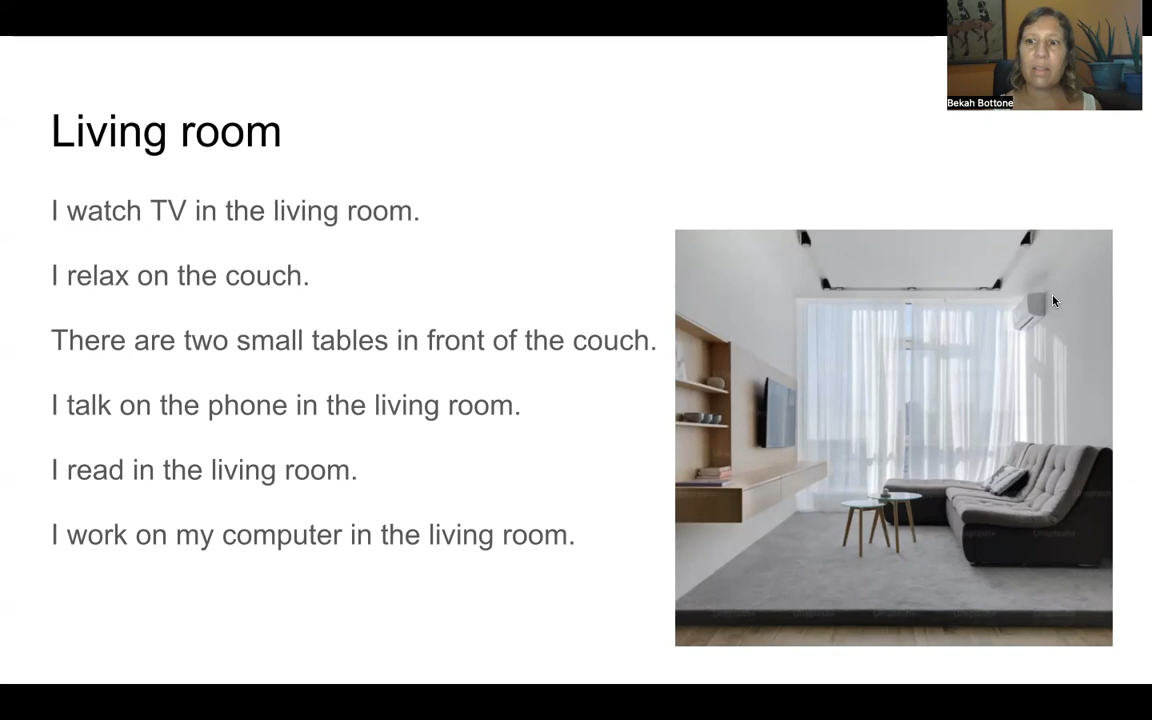 Bekah Bottone
Living room
I watch TV in the living room.
I relax on the couch.
There are two small tables in front of the couch.
I talk on the phone in the living room.
I read in the living room.
I work on my computer in the living room.